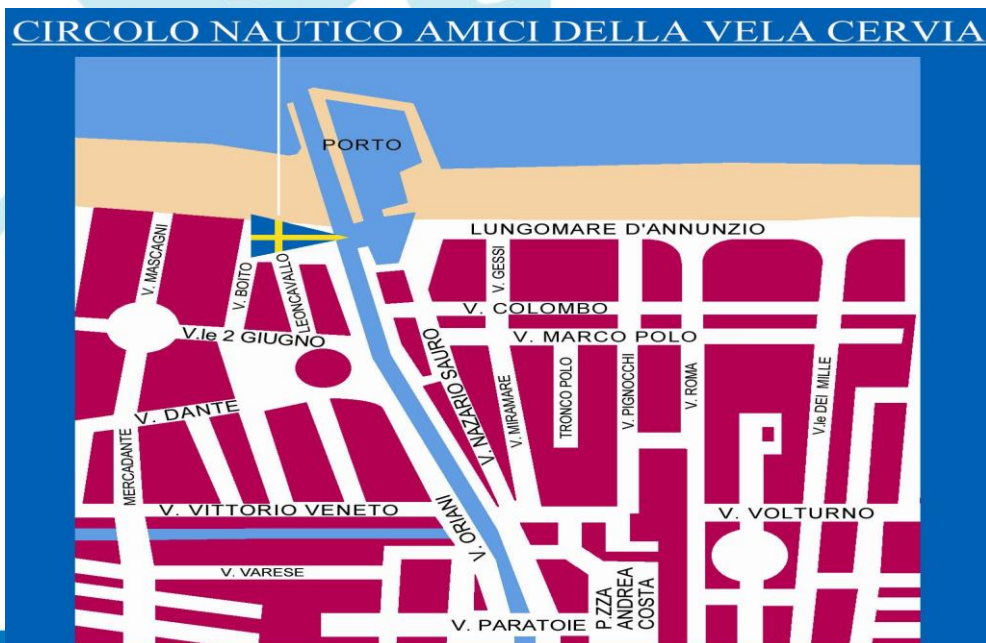 CIRCOLO NAUTICO AMICI DELLA VELA CERVIA
PORTO
LUNGOMARE D'ANNUNZIO
V. MASCAGNI
V. BOITO
LEONCAVALLO
V. GESSI
V. COLOMBO
V.le 2 GIUGNO
V. MARCO POLO
V. NAZARIO SAURO
V. MIRAMARE
TRONCO POLO
V. PIGNOCCHI
V. ROMA
V.le DEI MILLE
V. DANTE
MERCADANTE
V. VITTORIO VENETO
V. ORIANI
V. VOLTURNO
V. VARESE
V. PARATOIE
P.ZZA
ANDREA
COSTA